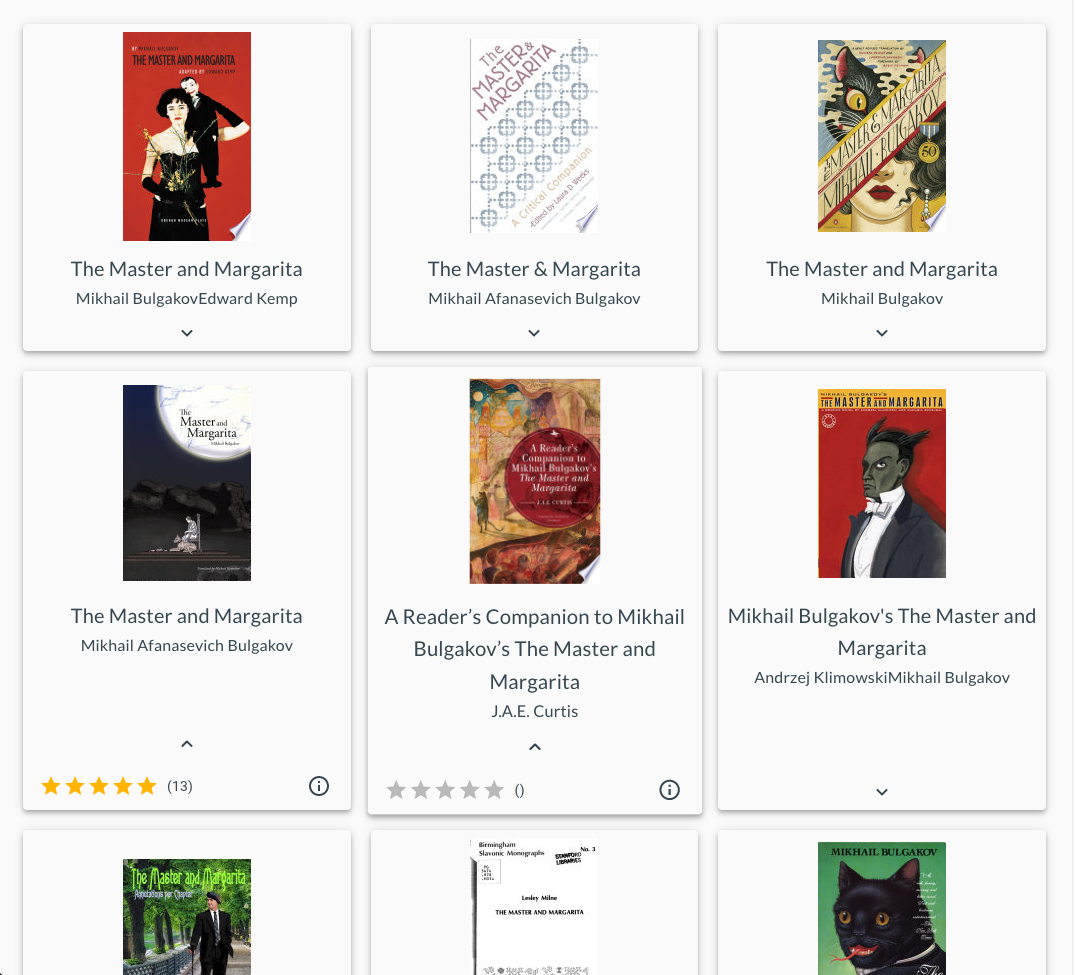 BY MIKHAIL BULGAKOV
THE MASTER AND MARGARITA
ADAPTED BY EDWARD KEMP
OBERON MODERN PLAYS
The Master and Margarita
Mikhail BulgakovEdward Kemp
The
MASTER &
MARGARITA
A Critical Companion
Edited by Laura D. Weeks
The Master & Margarita
Mikhail Afanasevich Bulgakov
The MASTER & MARGARITA
MIKHAIL BULGAKOV
50
The Master and Margarita
Mikhail Bulgakov
The
Master and
Margarita
Mikhail Bulgakov
The Master and Margarita
Mikhail Afanasevich Bulgakov
(13)
A Reader's
Companion to
Mikhail Bulgakov's
The Master and
Margarita
J.A.E. CURTIS
A Reader’s Companion to Mikhail
Bulgakov’s The Master and
Margarita
J.A.E. Curtis
()
MIKHAIL BULGAKOV'S
THE MASTER AND MARGARITA
Mikhail Bulgakov's The Master and
Margarita
Andrzej KlimowskiMikhail Bulgakov
The Master and Margarita
Annotations per Chapter
Birmingham
Slavonic Monographs
No. 3
STANFORD
LIBRARIES
PG
3476
Lesley Milne
THE MASTER AND MARGARITA
MIKHAIL BULGAKOV
The